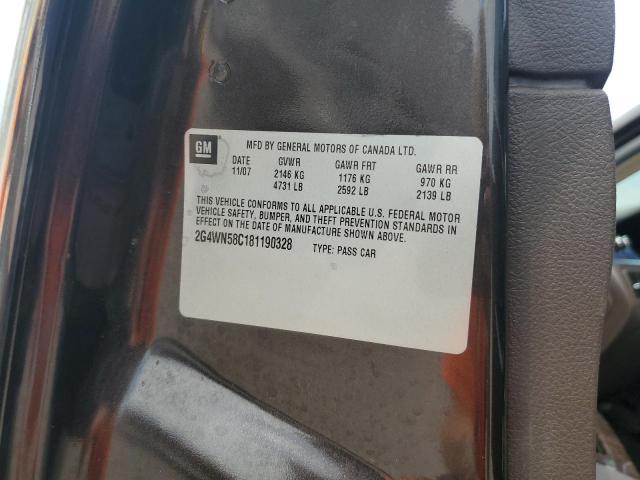 GM
MFD BY GENERAL MOTORS OF CANADA LTD.
DATE GVWR GAWR FRT GAWR RR
11/07 2146 KG 1176 KG 970 KG
4731 LB 2592 LB 2139 LB
THIS VEHICLE CONFORMS TO ALL APPLICABLE U.S. FEDERAL MOTOR
VEHICLE SAFETY, BUMPER, AND THEFT PREVENTION STANDARDS IN
EFFECT ON THE DATE OF MANUFACTURE SHOWN ABOVE.
2G4WN58C181190328 TYPE: PASS CAR